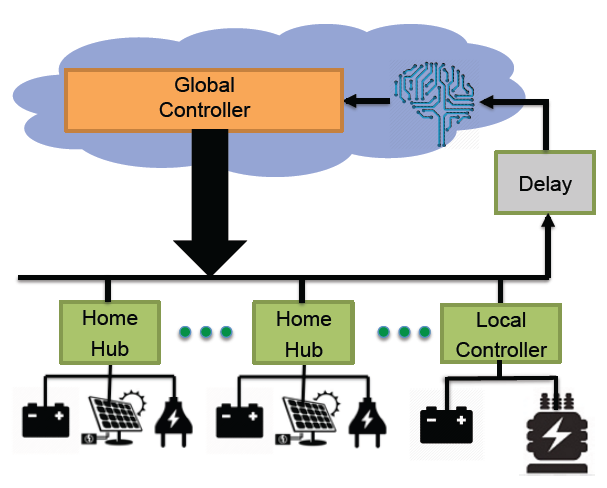 Global
Controller
Delay
Home
Hub
Home
Hub
Local
Controller